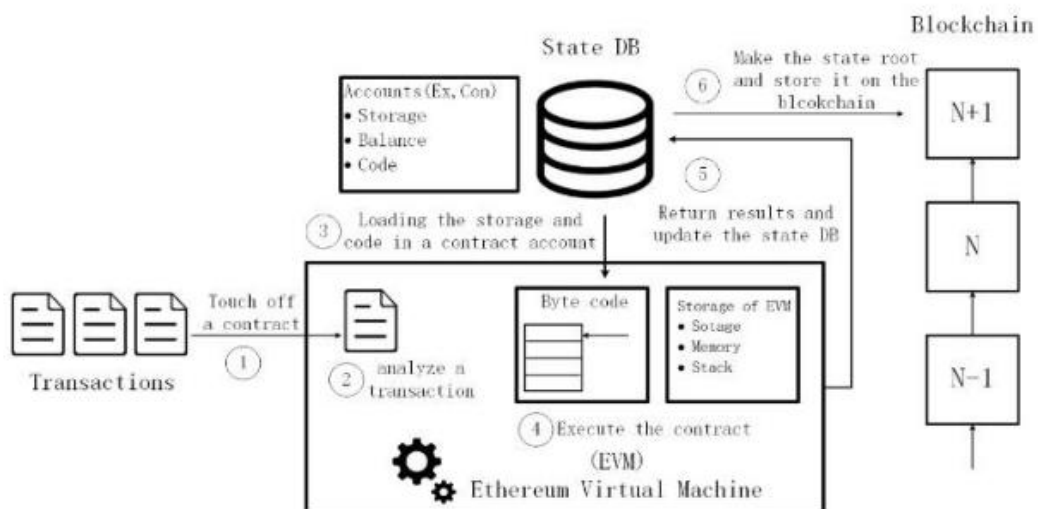 State DB
Blockchain
Accounts(Ex, Con)
• Storage
• Balance
• Code
6
Make the state root
and store it on the
blcokchain
N+1
5
Return results and
update the state DB
3
Loading the storage and
code in a contract account
N
Touch off
a contract
1
Transactions
2
analyze a
transaction
Byte code
Storage of EVM
• Sotage
• Memory
• Stack
N-1
4
Execute the contract
(EVM)
Ethereum Virtual Machine